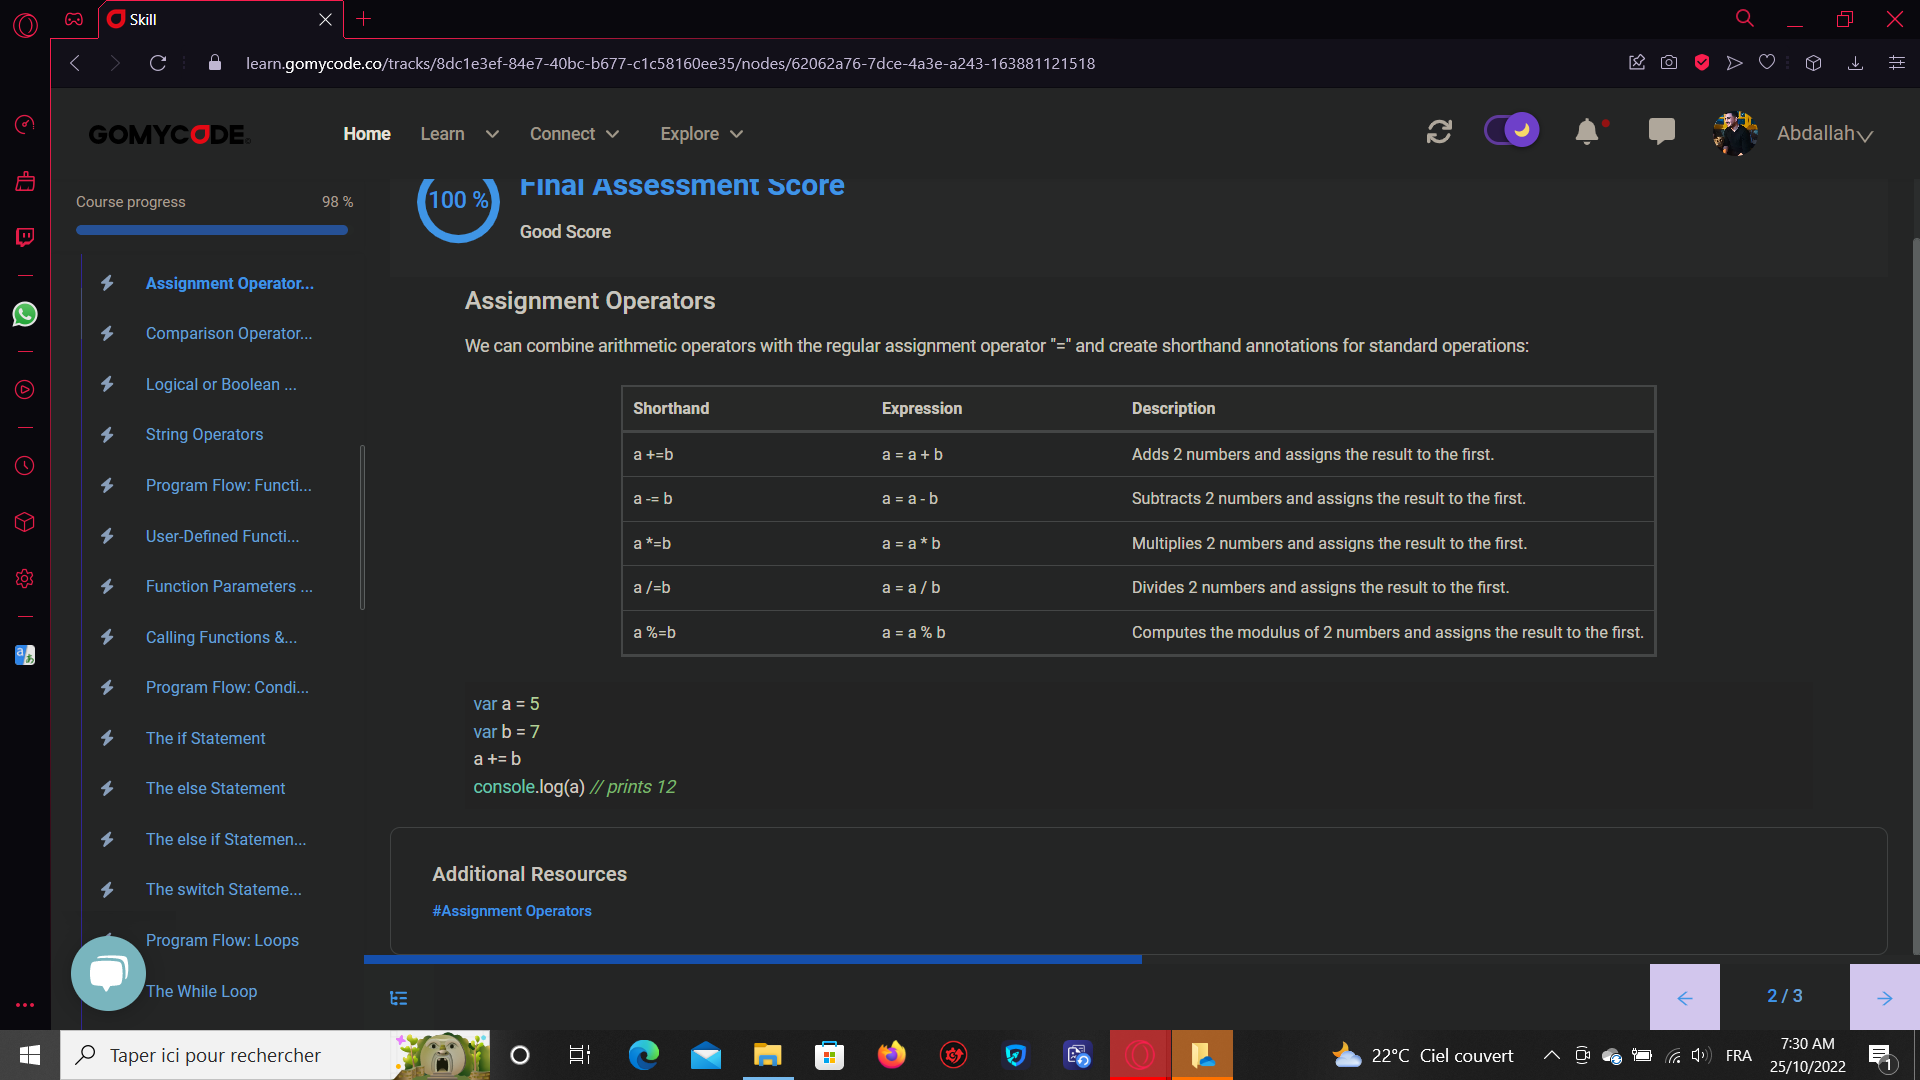 Skill
learn.gomycode.co/tracks/8dc1e3ef-84e7-40bc-b677-c1c58160ee35/nodes/62062a76-7dce-4a3e-a243-163881121518
GOMYCODE
Home Learn Connect Explore
Abdallah
Course progress 98 %
100 %
Final Assessment Score
Good Score
Assignment Operator...
Comparison Operator...
Logical or Boolean ...
String Operators
Program Flow: Functi...
User-Defined Functi...
Function Parameters ...
Calling Functions &...
Program Flow: Condi...
The if Statement
The else Statement
The else if Statemen...
The switch Stateme...
Program Flow: Loops
The While Loop
Assignment Operators
We can combine arithmetic operators with the regular assignment operator "=" and create shorthand annotations for standard operations:
Shorthand Expression Description
a +=b a = a + b Adds 2 numbers and assigns the result to the first.
a -= b a = a - b Subtracts 2 numbers and assigns the result to the first.
a *=b a = a * b Multiplies 2 numbers and assigns the result to the first.
a /=b a = a / b Divides 2 numbers and assigns the result to the first.
a %=b a = a % b Computes the modulus of 2 numbers and assigns the result to the first.
var a = 5
var b = 7
a += b
console.log(a) // prints 12
Additional Resources
#Assignment Operators
2 / 3
Taper ici pour rechercher
22°C Ciel couvert
FRA
7:30 AM
25/10/2022
1